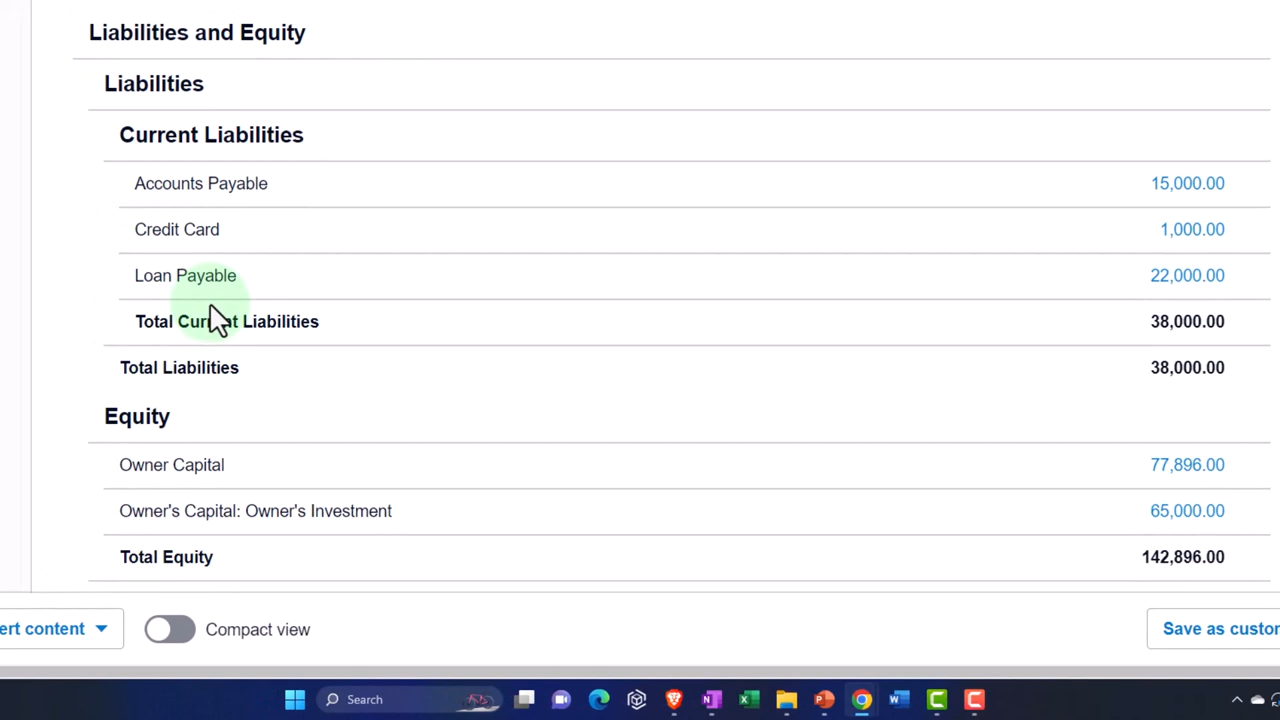 Liabilities and Equity
Liabilities
Current Liabilities
Accounts Payable 15,000.00
Credit Card 1,000.00
Loan Payable 22,000.00
Total Current Liabilities 38,000.00
Total Liabilities 38,000.00
Equity
Owner Capital 77,896.00
Owner's Capital: Owner's Investment 65,000.00
Total Equity 142,896.00
ert content Compact view Save as custo
Search